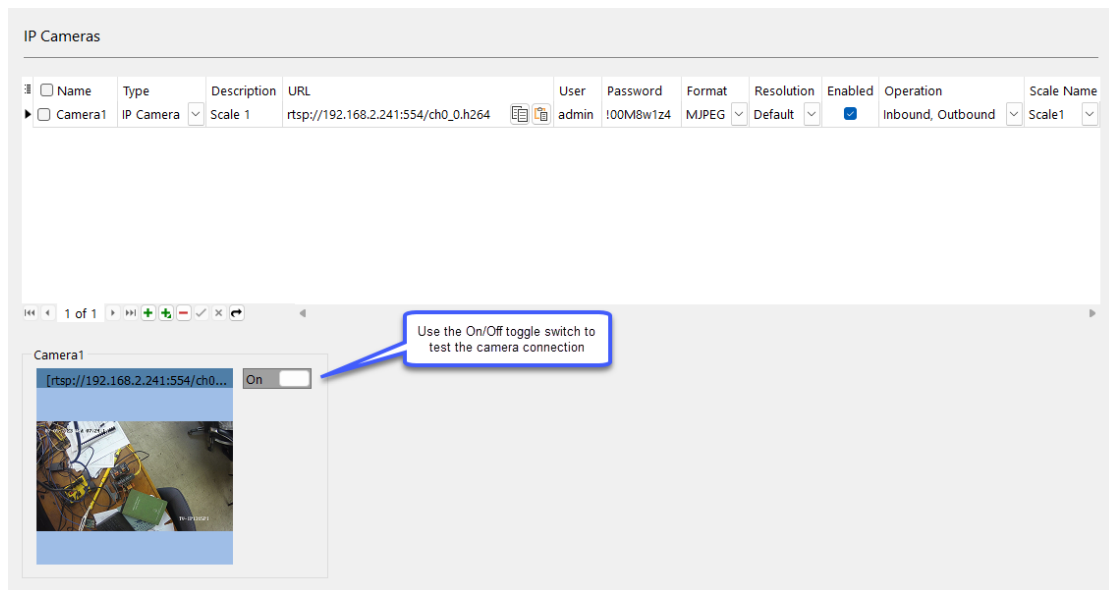 IP Cameras
Name Type Description URL User Password Format Resolution Enabled Operation Scale Name
Camera1 IP Camera Scale 1 rtsp://192.168.2.241:554/ch0_0.h264 admin !00M8w1z4 MJPEG Default Inbound, Outbound Scale1
1 of 1
Use the On/Off toggle switch to
test the camera connection
Camera1
[rtsp://192.168.2.241:554/ch0... On